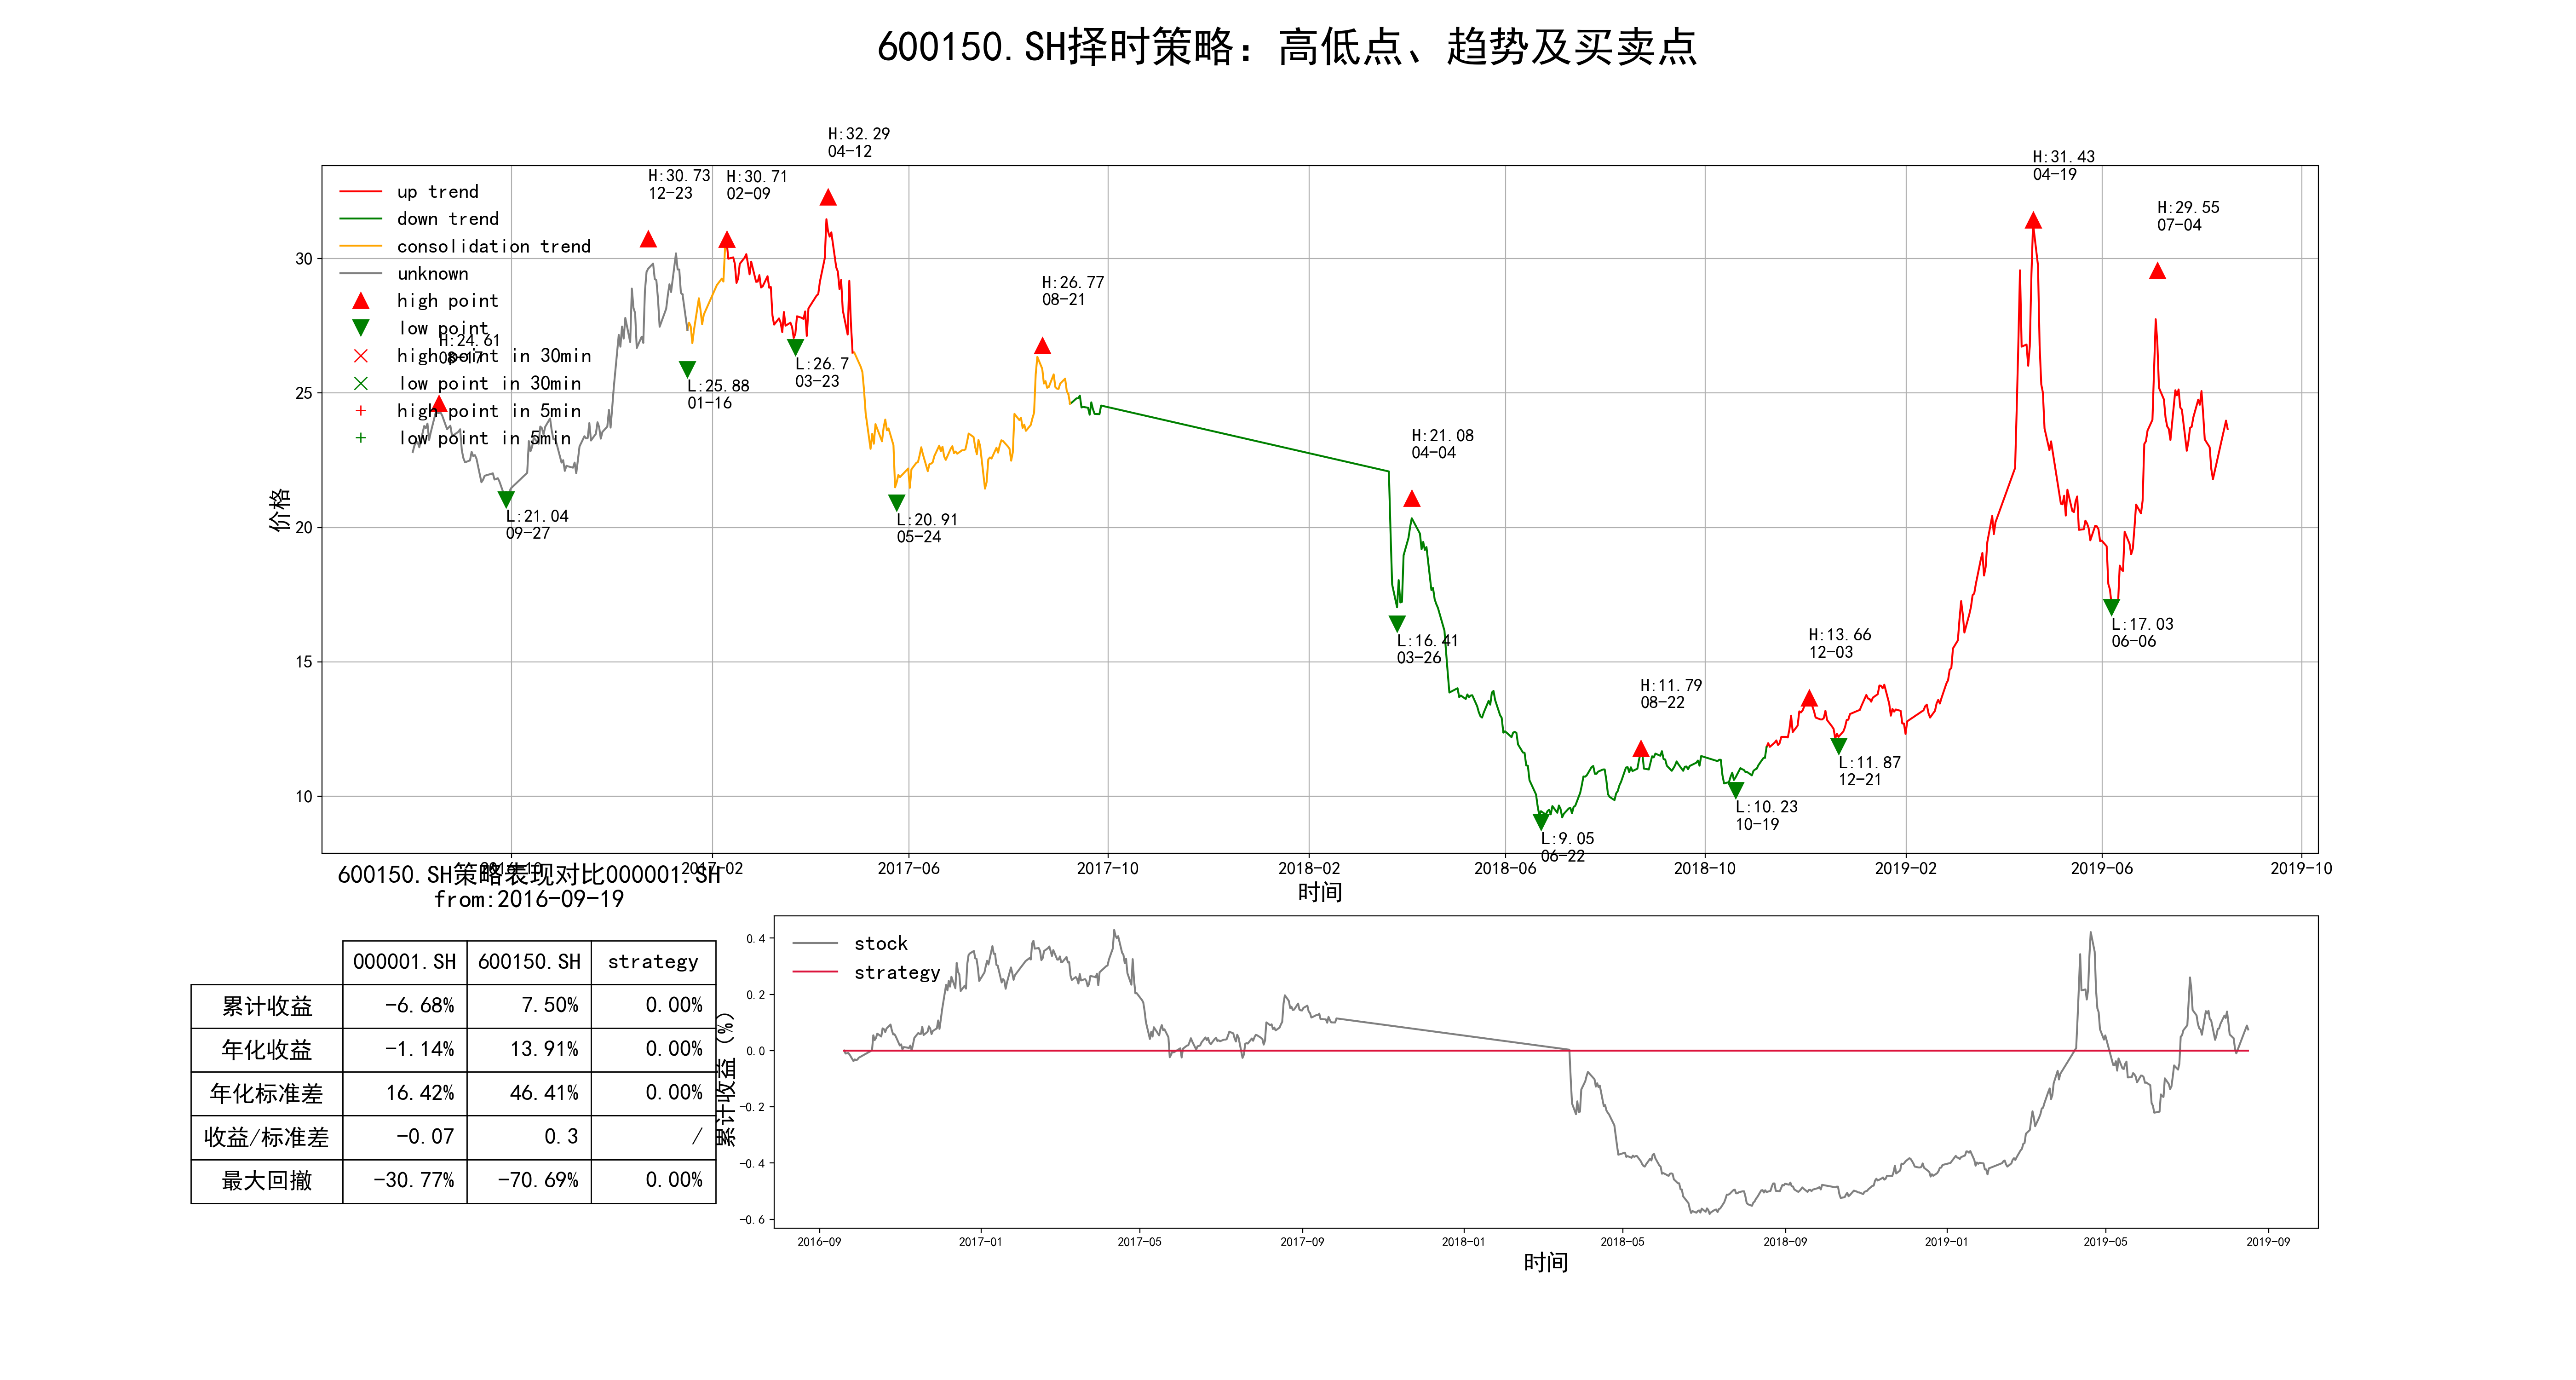 600150.SH择时策略：高低点、趋势及买卖点
H:32.29
04-12
H:31.43
04-19
H:30.73
12-23
H:30.71
02-09
H:29.55
07-04
H:26.77
08-21
H:24.61
08-17
H:21.08
04-04
H:13.66
12-03
H:11.79
08-22
L:26.7
03-23
L:25.88
01-16
L:21.04
09-27
L:20.91
05-24
L:16.41
03-26
L:17.03
06-06
L:11.87
12-21
L:10.23
10-19
L:9.05
06-22
up trend
down trend
consolidation trend
unknown
high point
low point
high point in 30min
low point in 30min
high point in 5min
low point in 5min
价格
30
25
20
15
10
2016-10
2017-02
2017-06
2017-10
2018-02
2018-06
2018-10
2019-02
2019-06
2019-10
时间
600150.SH策略表现对比000001.SH
from:2016-09-19
000001.SH 600150.SH strategy
累计收益 -6.68% 7.50% 0.00%
年化收益 -1.14% 13.91% 0.00%
年化标准差 16.42% 46.41% 0.00%
收益/标准差 -0.07 0.3 /
最大回撤 -30.77% -70.69% 0.00%
stock
strategy
累计收益（%）
0.4
0.2
0.0
-0.2
-0.4
-0.6
2016-09
2017-01
2017-05
2017-09
2018-01
2018-05
2018-09
2019-01
2019-05
2019-09
时间